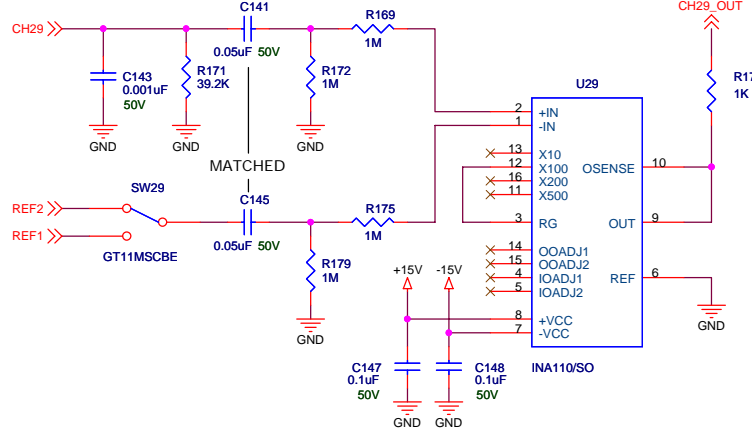 CH29
C141
0.05uF 50V
R169
1M
CH29_OUT
C143
0.001uF
50V
R171
39.2K
R172
1M
1K
GND
GND
GND
MATCHED
U29
2 +IN
1 -IN
13 X10
12 X100
16 X200
11 X500
3 RG
14 OOADJ1
15 OOADJ2
4 IOADJ1
5 IOADJ2
8 +VCC
7 -VCC
OSENSE 10
OUT 9
REF 6
GND
INA110/SO
REF2
REF1
SW29
GT11MSCBE
C145
0.05uF 50V
R175
1M
R179
1M
GND
+15V
-15V
C147
0.1uF
50V
C148
0.1uF
50V
GND
GND